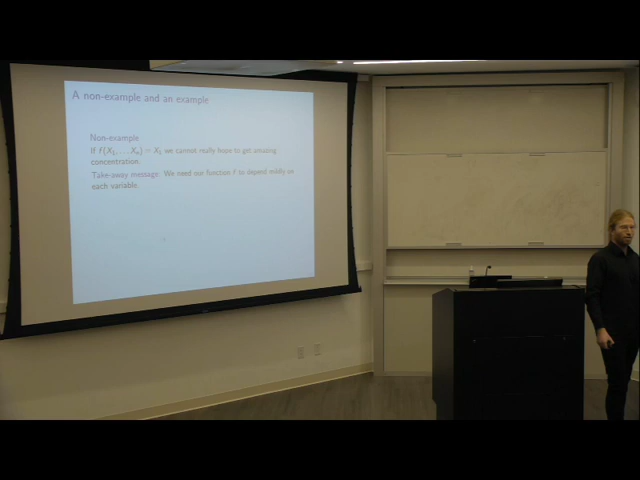 A non-example and an example
Non-example
If f(X₁, . . . Xₙ) = X₁ we cannot really hope to get amazing
concentration.
Take-away message: We need our function F to depend mildly on
each variable.